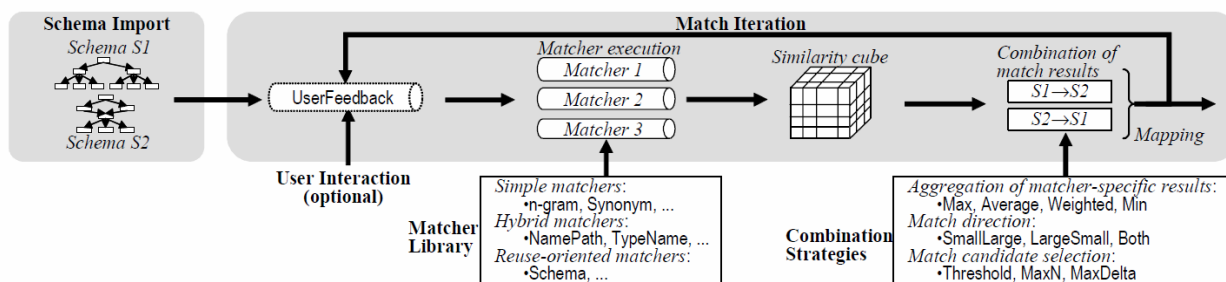 Schema Import
Schema S1
Schema S2
Match Iteration
UserFeedback
User Interaction
(optional)
Matcher execution
Matcher 1
Matcher 2
Matcher 3
Similarity cube
Combination of
match results
S1→S2
S2→S1
Mapping
Matcher
Library
Simple matchers:
•n-gram, Synonym, ...
Hybrid matchers:
•NamePath, TypeName, ...
Reuse-oriented matchers:
•Schema, ...
Combination
Strategies
Aggregation of matcher-specific results:
•Max, Average, Weighted, Min
Match direction:
•SmallLarge, LargeSmall, Both
Match candidate selection:
•Threshold, MaxN, MaxDelta